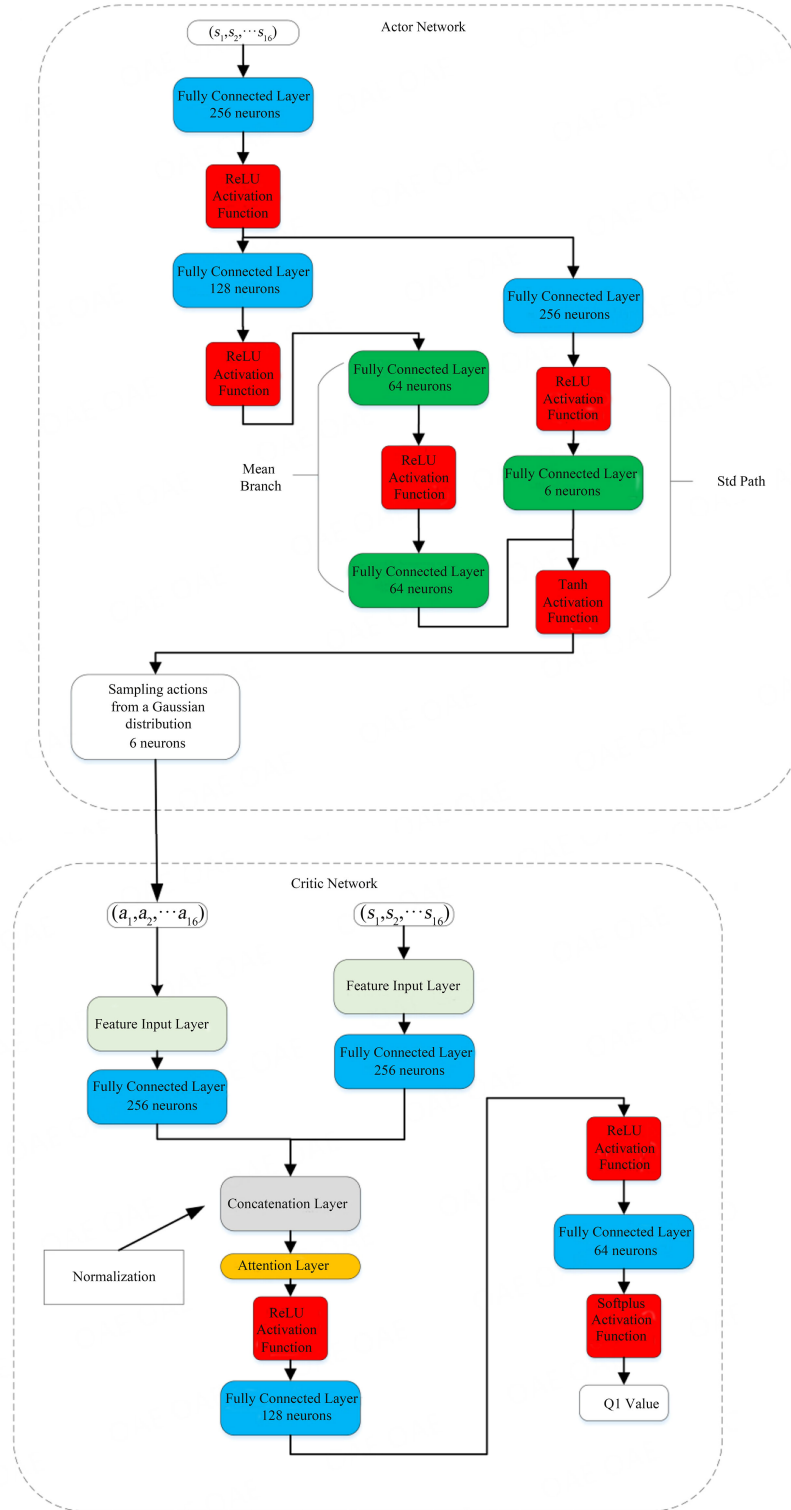 Actor Network
(s1,s2,⋯s16)
Fully Connected Layer
256 neurons
ReLU
Activation
Function
Fully Connected Layer
128 neurons
ReLU
Activation
Function
Fully Connected Layer
256 neurons
Fully Connected Layer
64 neurons
ReLU
Activation
Function
Fully Connected Layer
64 neurons
Mean
Branch
ReLU
Activation
Function
Fully Connected Layer
6 neurons
Tanh
Activation
Function
Std Path
Sampling actions
from a Gaussian
distribution
6 neurons
Critic Network
(a1,a2,⋯a16)
(s1,s2,⋯s16)
Feature Input Layer
Fully Connected Layer
256 neurons
Feature Input Layer
Fully Connected Layer
256 neurons
Concatenation Layer
Normalization
Attention Layer
ReLU
Activation
Function
Fully Connected Layer
128 neurons
ReLU
Activation
Function
Fully Connected Layer
64 neurons
Softplus
Activation
Function
Q1 Value